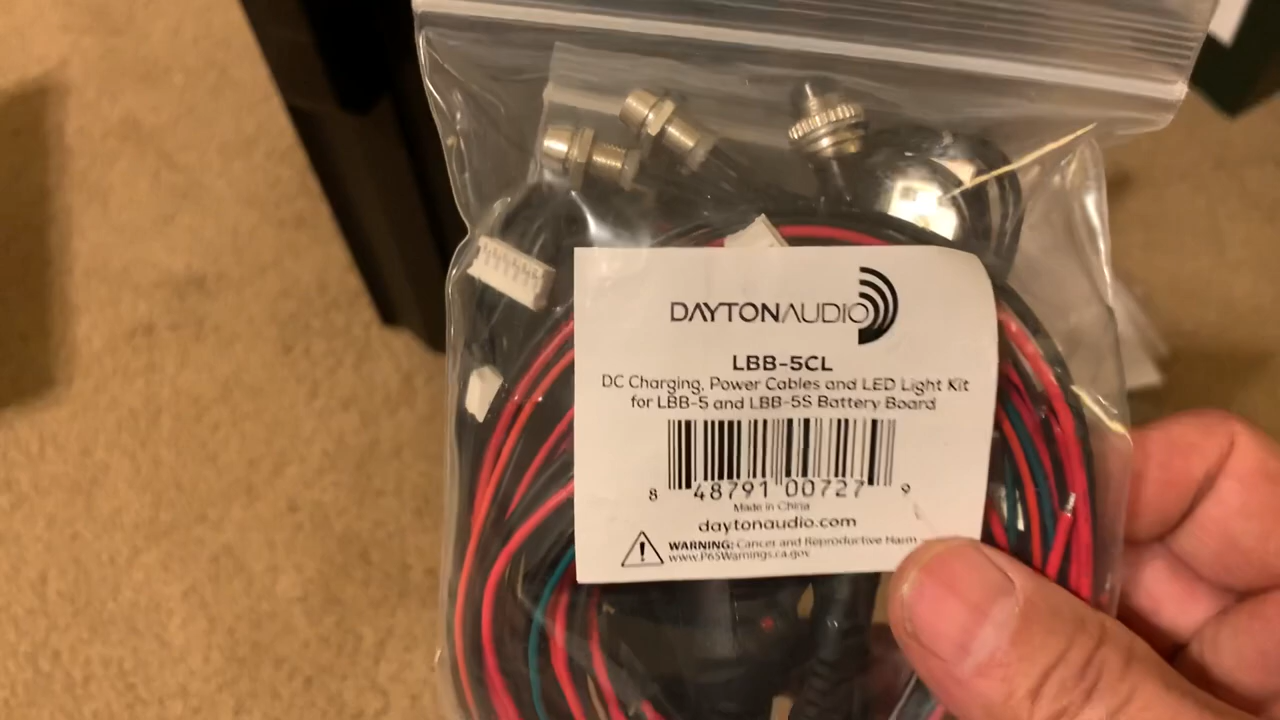 DAYTONAUDIO
LBB-5CL
DC Charging, Power Cables and LED Light Kit
for LBB-5 and LBB-5S Battery Board
8 48791 00727 9
Made in China
daytonaudio.com
WARNING: Cancer and Reproductive Harm
www.P65Warnings.ca.gov